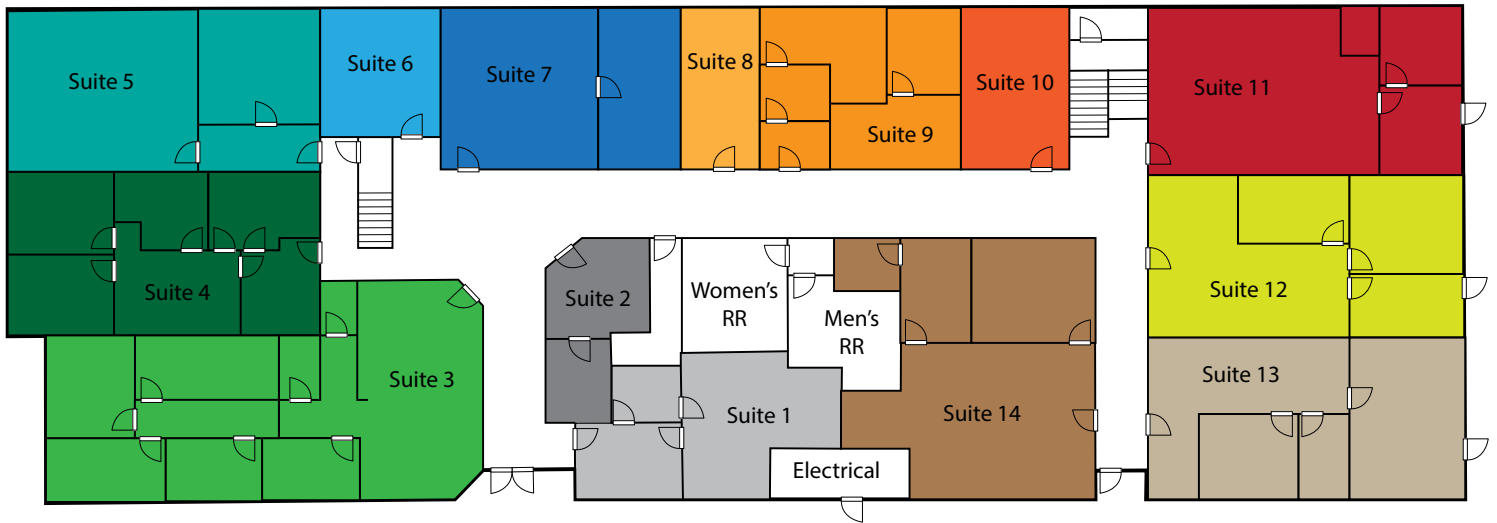 Suite 5
Suite 6
Suite 7
Suite 8
Suite 9
Suite 10
Suite 11
Suite 4
Suite 3
Suite 2
Women's
RR
Men's
RR
Suite 1
Suite 14
Electrical
Suite 12
Suite 13